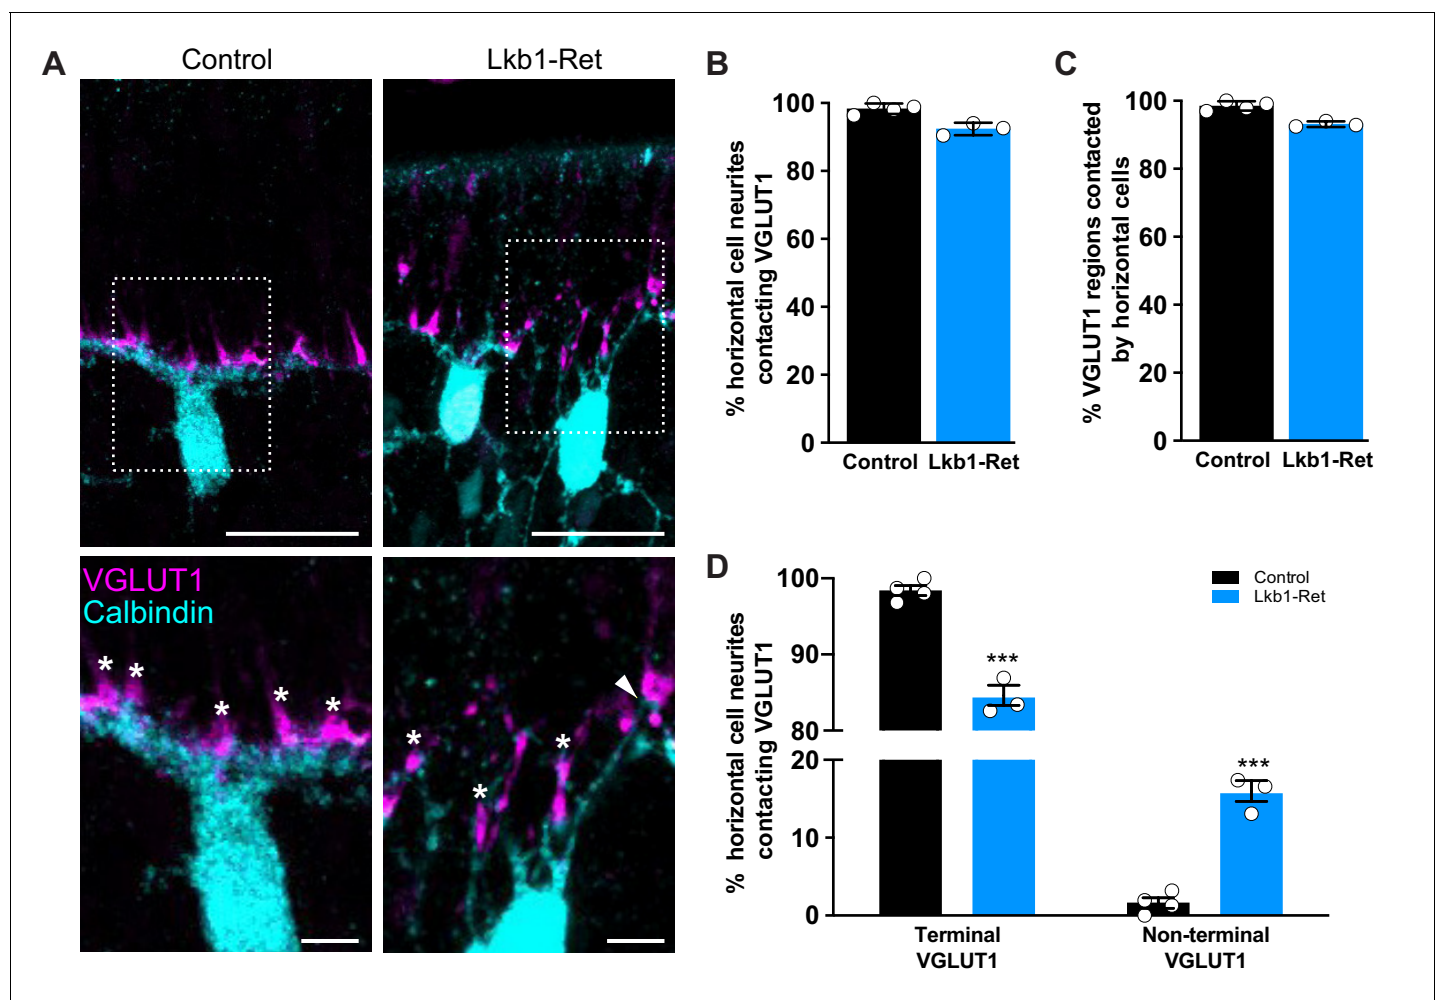 A
Control
Lkb1-Ret
VGLUT1
Calbindin
*
*
*
*
*
*
*
*
B
% horizontal cell neurites
contacting VGLUT1
100
80
60
40
20
0
Control Lkb1-Ret
C
% VGLUT1 regions contacted
by horizontal cells
100
80
60
40
20
0
Control Lkb1-Ret
D
% horizontal cell neurites
contacting VGLUT1
100
90
80
20
10
0
Control
Lkb1-Ret
***
***
Terminal
VGLUT1
Non-terminal
VGLUT1